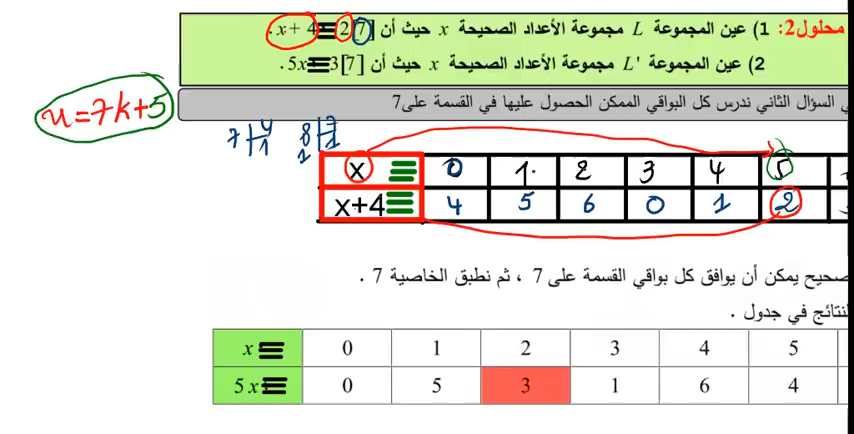 محلول2: 1) عين المجموعة L مجموعة الأعداد الصحيحة x حيث أن x + 4≡2[7].
2) عين المجموعة L' مجموعة الأعداد الصحيحة x حيث أن 5x≡3[7].
ي السؤال الثاني ندرس كل البواقي الممكن الحصول عليها في القسمة على7
x=7k+5
x ≡ 0 1 2 3 4 5
x+4≡ 4 5 6 0 1 2
صحيح يمكن أن يوافق كل بواقي القسمة على 7 ، ثم نطبق الخاصية 7 .
لنتائج في جدول .
x≡ 0 1 2 3 4 5
5x≡ 0 5 3 1 6 4